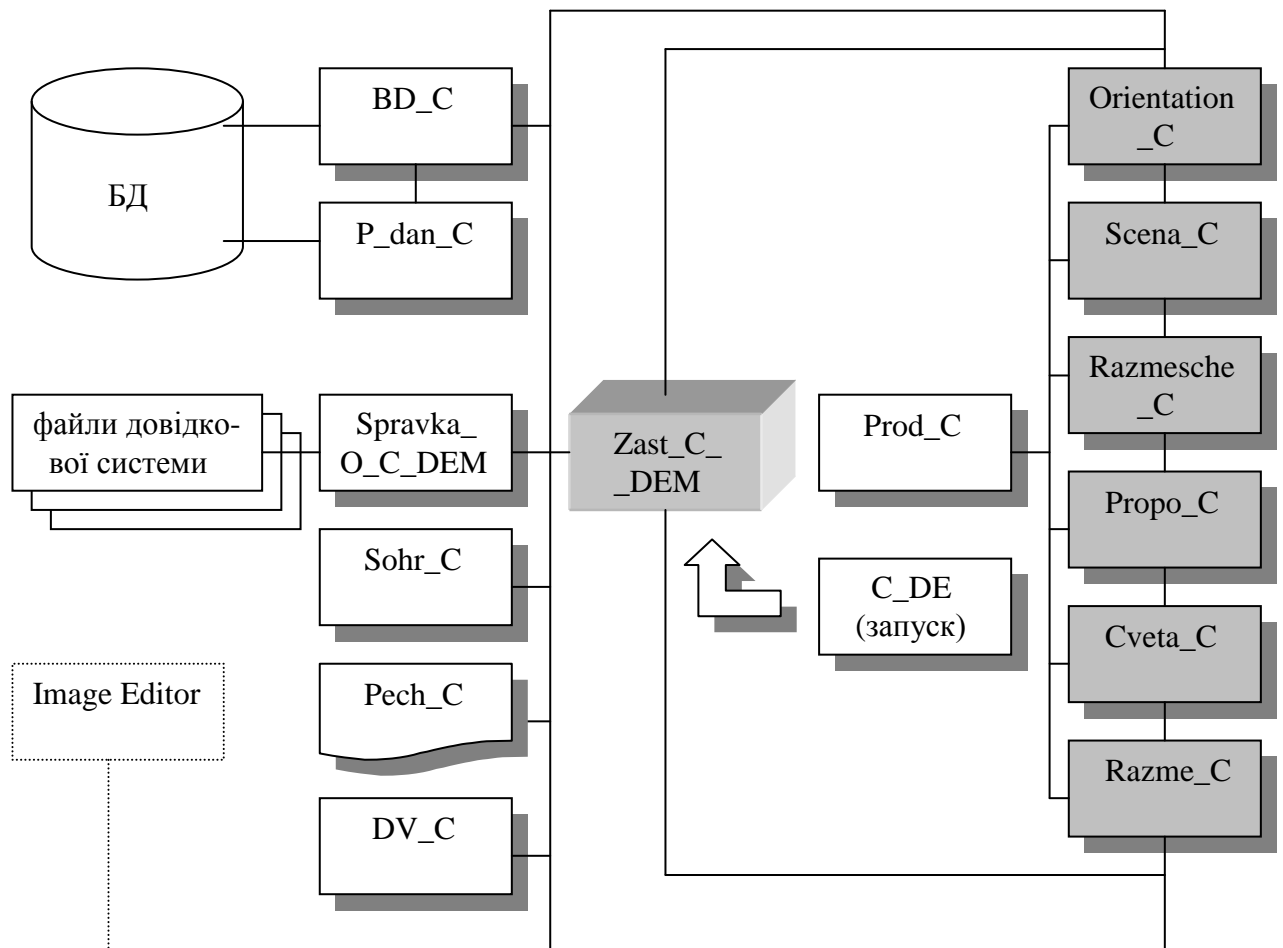 БД
BD_C
P_dan_C
файли довідко-
вої системи
Spravka_
O_C_DEM
Sohr_C
Image Editor
Pech_C
DV_C
Zast_C_
_DEM
Prod_C
C_DE
(запуск)
Orientation
_C
Scena_C
Razmesche
_C
Propo_C
Cveta_C
Razme_C